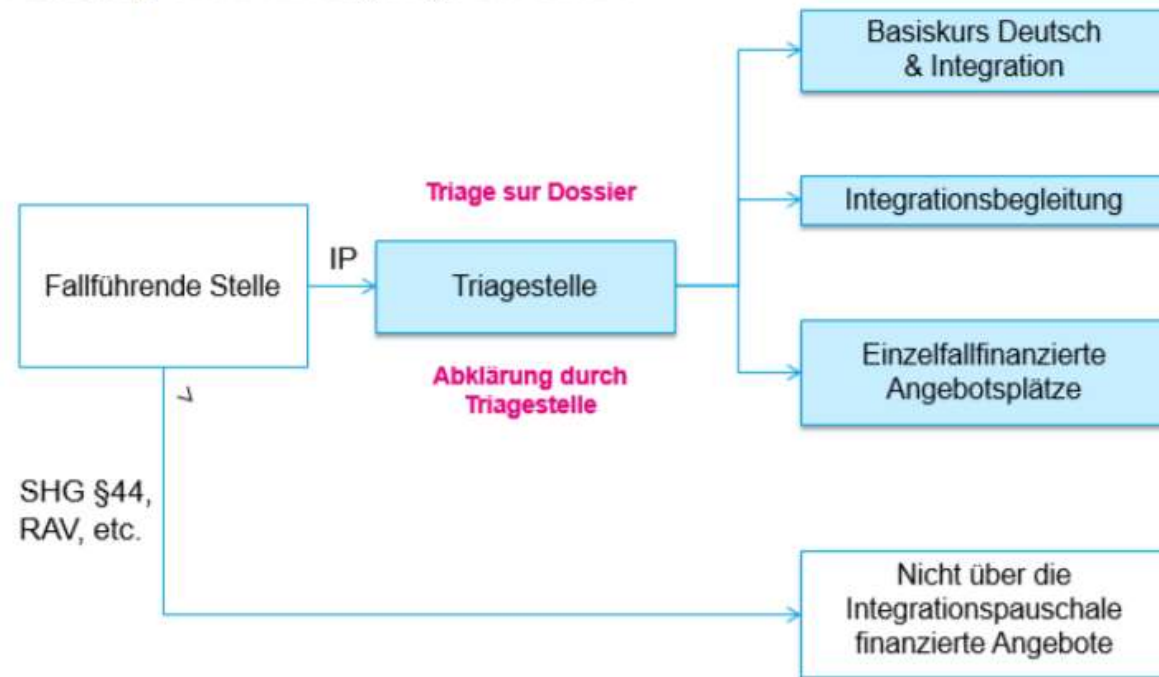 Basiskurs Deutsch
& Integration
Triage sur Dossier
Integrationsbegleitung
Fallführende Stelle
IP
Triagestelle
Abklärung durch
Triagestelle
Einzelfallfinanzierte
Angebotsplätze
SHG §44,
RAV, etc.
Nicht über die
Integrationspauschale
finanzierte Angebote